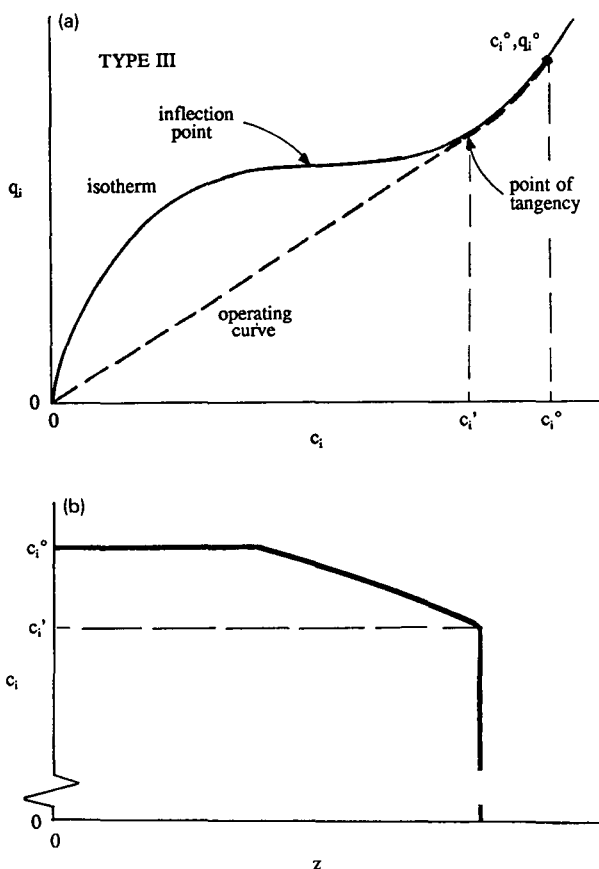 (a)
TYPE III
cᵢ°, qᵢ°
inflection
point
isotherm
qᵢ
point of
tangency
operating
curve
0
0
cᵢ
cᵢ'
cᵢ°
(b)
cᵢ°
cᵢ'
cᵢ
0
0
z